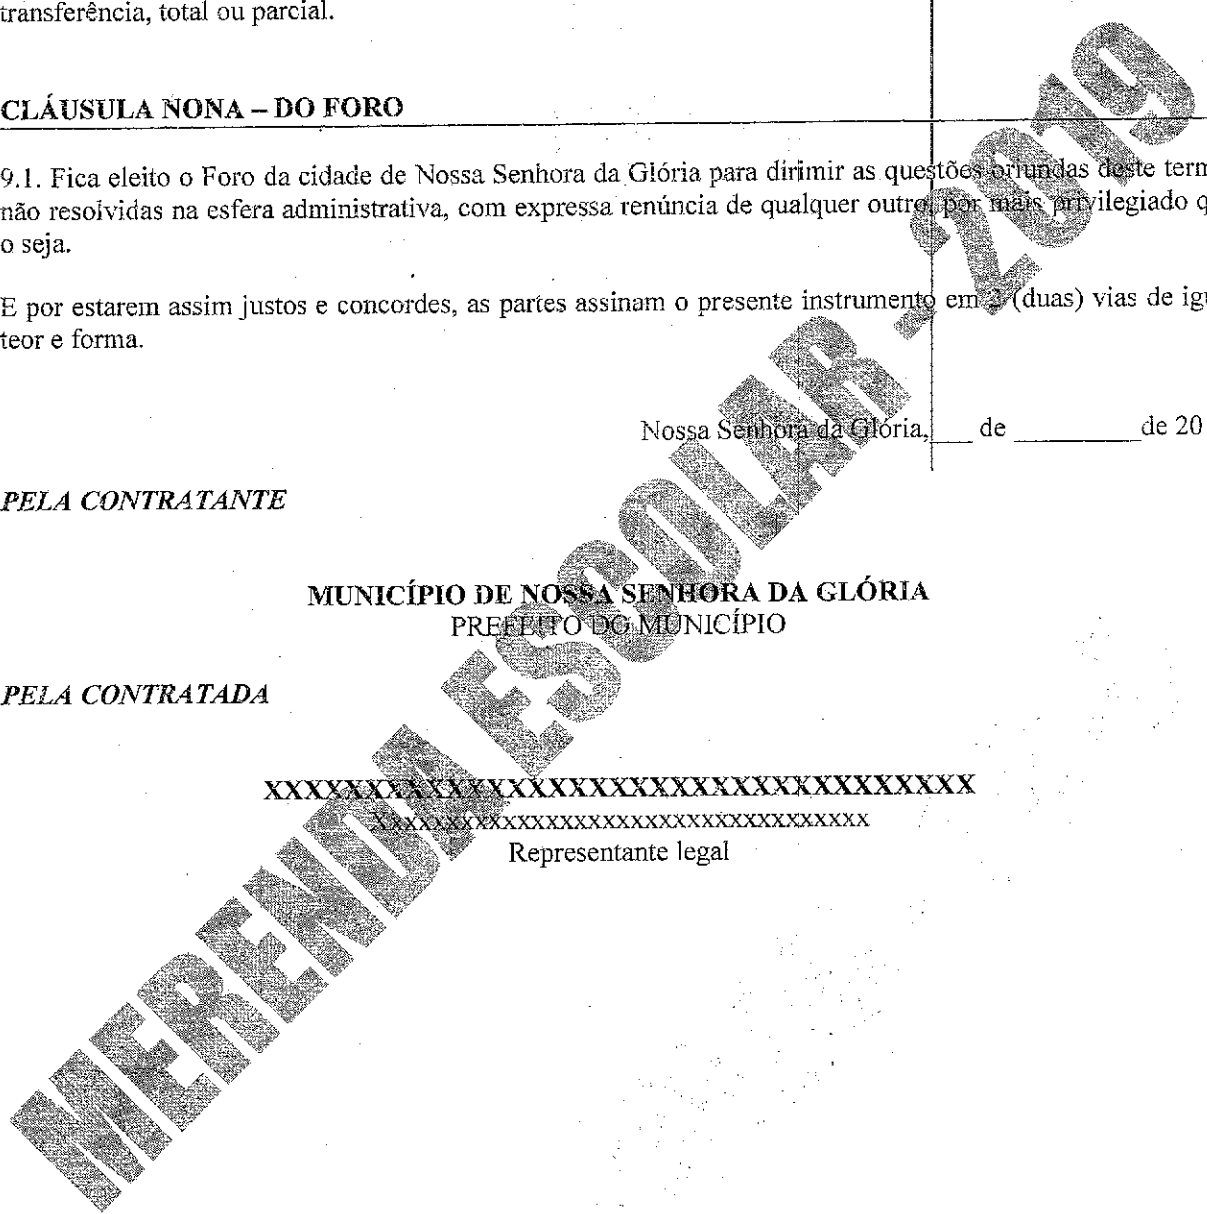 transferência, total ou parcial.
CLÁUSULA NONA – DO FORO
9.1. Fica eleito o Foro da cidade de Nossa Senhora da Glória para dirimir as questões oriundas deste term
não resolvidas na esfera administrativa, com expressa renúncia de qualquer outro, por mais privilegiado q
o seja.
E por estarem assim justos e concordes, as partes assinam o presente instrumento em 2 (duas) vias de igu
teor e forma.
Nossa Senhora da Glória, ___ de __________ de 20
PELA CONTRATANTE
MUNICÍPIO DE NOSSA SENHORA DA GLÓRIA
PREFEITO DO MUNICÍPIO
PELA CONTRATADA
XXXXXXXXXXXXXXXXXXXXXXXXXXXXXXXXXX
Xxxxxxxxxxxxxxxxxxxxxxxxxxxxxxxxxxx
Representante legal
MERENDA ESCOLAR - 2019